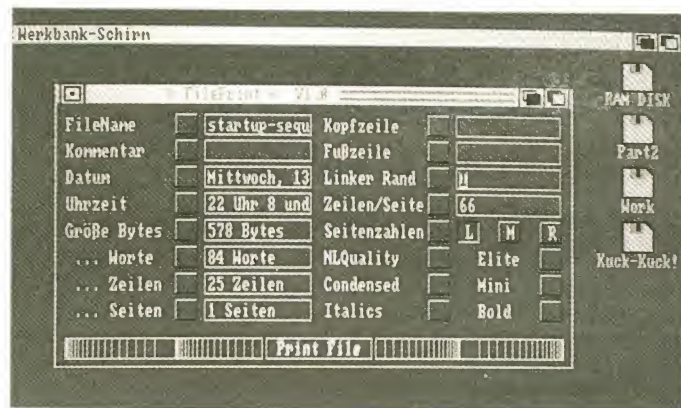 Werkbank-Schirm
FilePrint V1.0
FileName startup-sequ Kopfzeile
Kommentar Fußzeile
Datum Mittwoch, 13 Linker Rand
Uhrzeit 22 Uhr 8 und Zeilen/Seite 66
Größe Bytes 578 Bytes Seitenzahlen L M R
... Worte 84 Worte NLQuality Elite
... Zeilen 25 Zeilen Condensed Mini
... Seiten 1 Seiten Italics Bold
Print File
RAM DISK
Part2
Work
Kuck-Kuck!